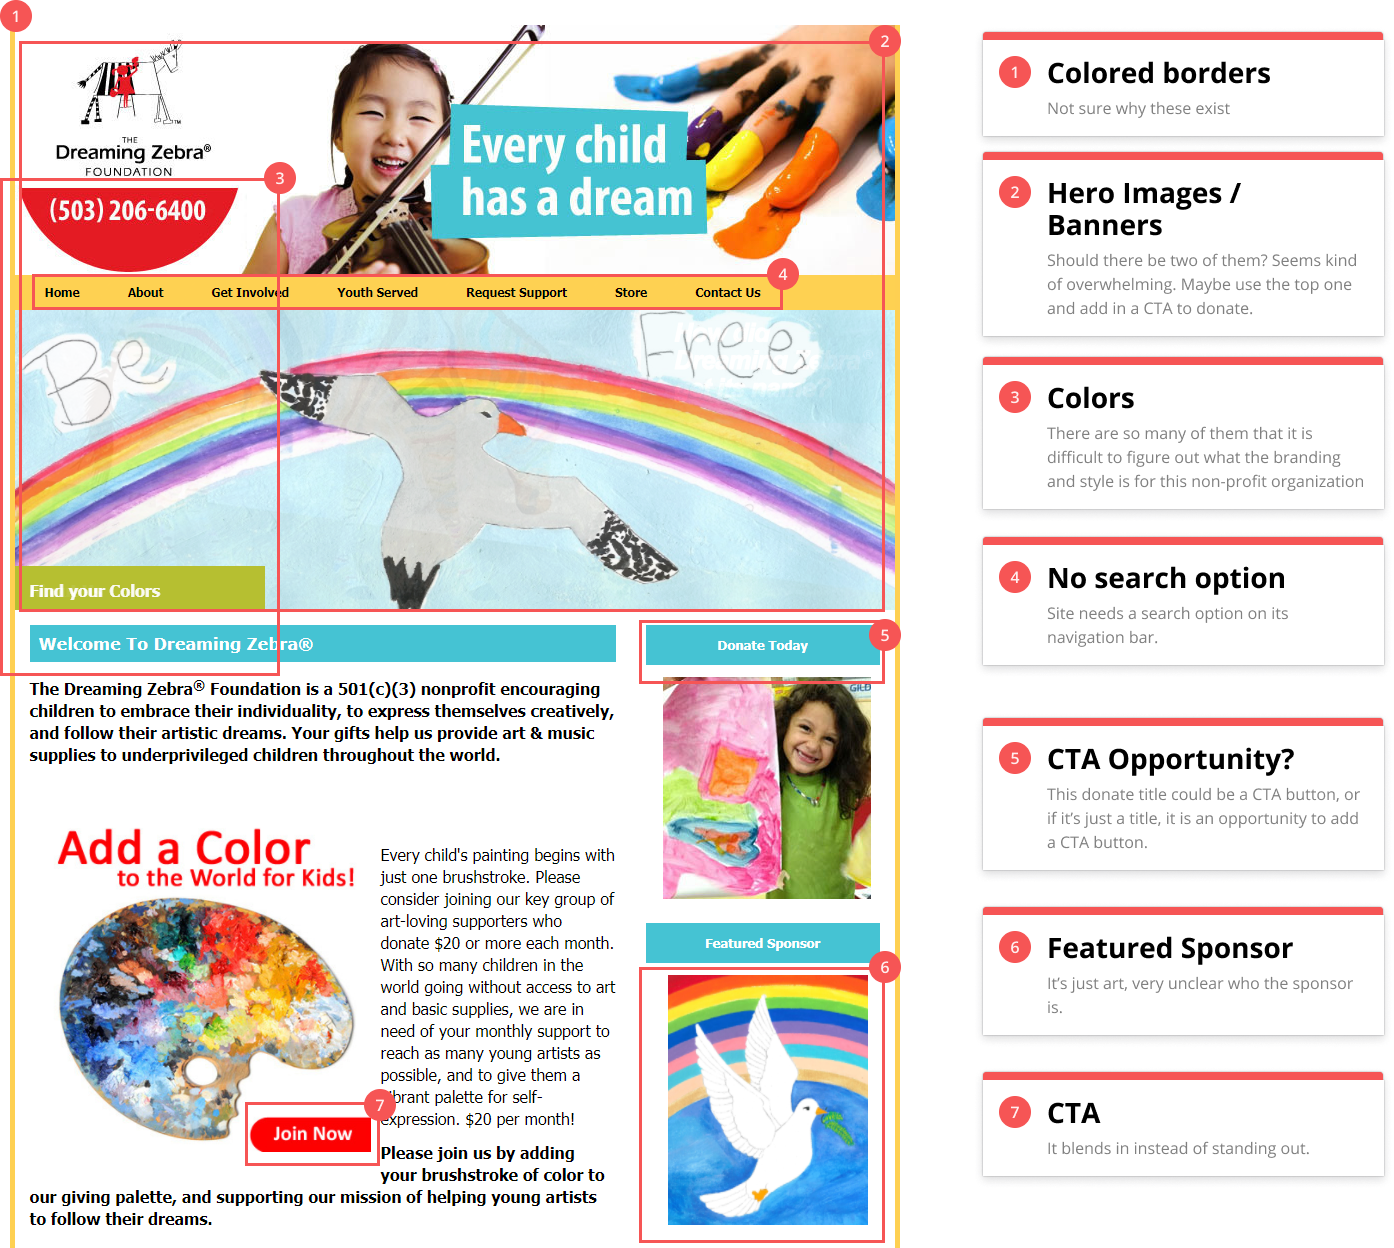 1
2
THE
Dreaming Zebra®
FOUNDATION
3
(503) 206-6400
Every child
has a dream
4
Home About Get Involved Youth Served Request Support Store Contact Us
Be Free
Find your Colors
Welcome To Dreaming Zebra®
The Dreaming Zebra® Foundation is a 501(c)(3) nonprofit encouraging
children to embrace their individuality, to express themselves creatively,
and follow their artistic dreams. Your gifts help us provide art & music
supplies to underprivileged children throughout the world.
Add a Color
to the World for Kids!
Every child's painting begins with
just one brushstroke. Please
consider joining our key group of
art-loving supporters who
donate $20 or more each month.
With so many children in the
world going without access to art
and basic supplies, we are in
need of your monthly support to
reach as many young artists as
possible, and to give them a
vibrant palette for self-
expression. $20 per month!
7
Join Now
Please join us by adding
your brushstroke of color to
our giving palette, and supporting our mission of helping young artists
to follow their dreams.
5
Donate Today
Featured Sponsor
6
1 Colored borders
Not sure why these exist
2 Hero Images /
Banners
Should there be two of them? Seems kind
of overwhelming. Maybe use the top one
and add in a CTA to donate.
3 Colors
There are so many of them that it is
difficult to figure out what the branding
and style is for this non-profit organization
4 No search option
Site needs a search option on its
navigation bar.
5 CTA Opportunity?
This donate title could be a CTA button, or
if it’s just a title, it is an opportunity to add
a CTA button.
6 Featured Sponsor
It’s just art, very unclear who the sponsor
is.
7 CTA
It blends in instead of standing out.